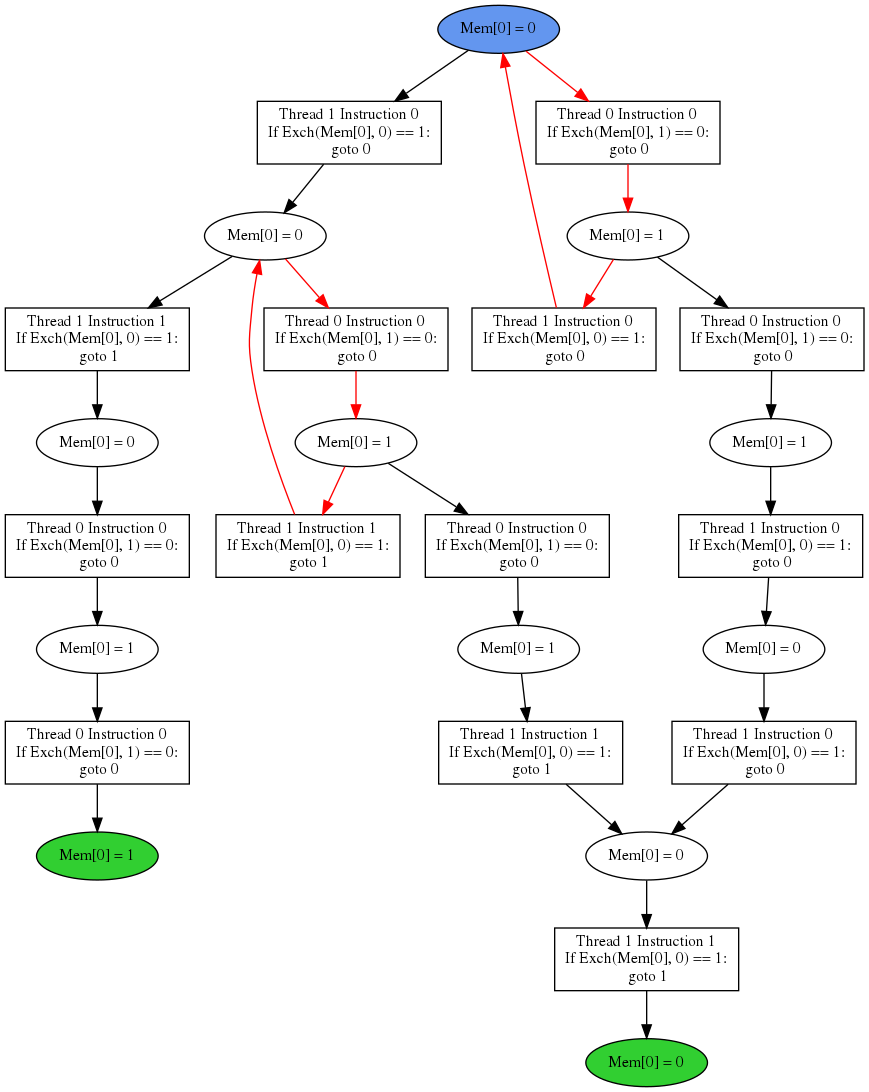 Mem[0] = 0
Thread 1 Instruction 0
If Exch(Mem[0], 0) == 1:
goto 0
Thread 0 Instruction 0
If Exch(Mem[0], 1) == 0:
goto 0
Mem[0] = 0
Mem[0] = 1
Thread 1 Instruction 1
If Exch(Mem[0], 0) == 1:
goto 1
Thread 0 Instruction 0
If Exch(Mem[0], 1) == 0:
goto 0
Thread 1 Instruction 0
If Exch(Mem[0], 0) == 1:
goto 0
Thread 0 Instruction 0
If Exch(Mem[0], 1) == 0:
goto 0
Mem[0] = 0
Mem[0] = 1
Mem[0] = 1
Thread 0 Instruction 0
If Exch(Mem[0], 1) == 0:
goto 0
Thread 1 Instruction 1
If Exch(Mem[0], 0) == 1:
goto 1
Thread 0 Instruction 0
If Exch(Mem[0], 1) == 0:
goto 0
Thread 1 Instruction 0
If Exch(Mem[0], 0) == 1:
goto 0
Mem[0] = 1
Mem[0] = 1
Mem[0] = 0
Thread 0 Instruction 0
If Exch(Mem[0], 1) == 0:
goto 0
Thread 1 Instruction 1
If Exch(Mem[0], 0) == 1:
goto 1
Thread 1 Instruction 0
If Exch(Mem[0], 0) == 1:
goto 0
Mem[0] = 1
Mem[0] = 0
Thread 1 Instruction 1
If Exch(Mem[0], 0) == 1:
goto 1
Mem[0] = 0